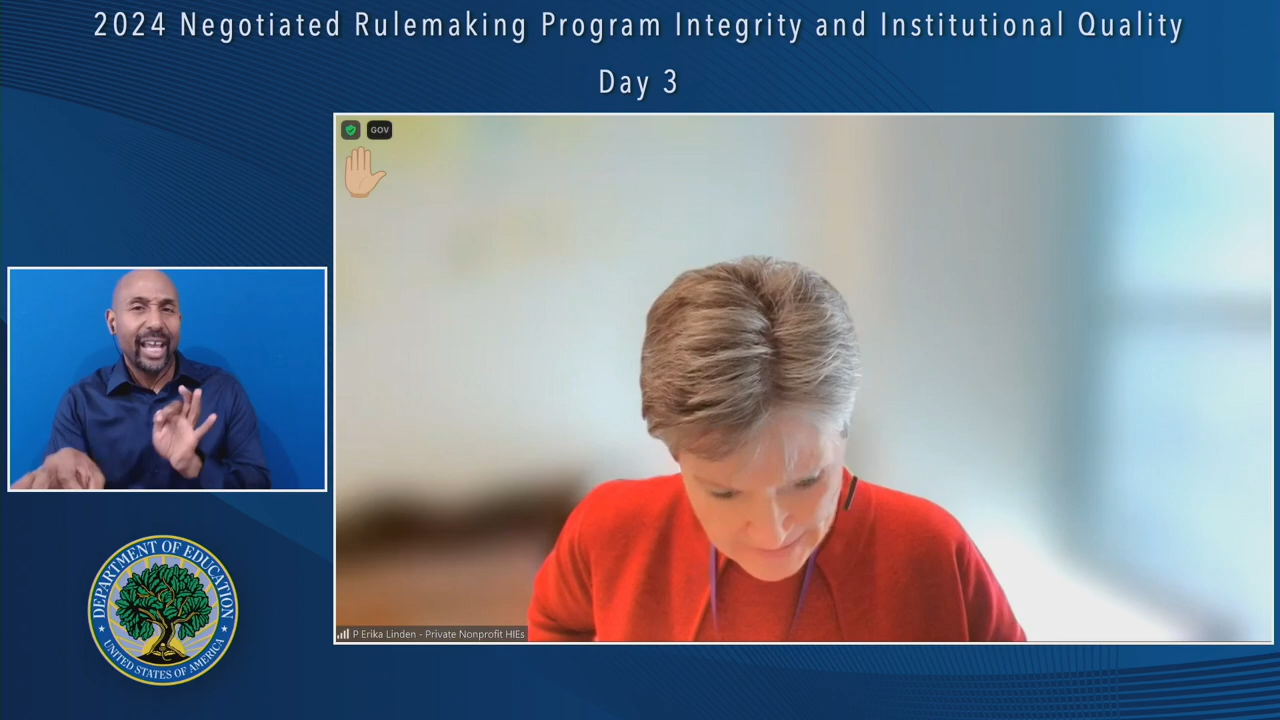 2024 Negotiated Rulemaking Program Integrity and Institutional Quality
Day 3
GOV
P Erika Linden - Private Nonprofit HIEs
DEPARTMENT OF EDUCATION
UNITED STATES OF AMERICA